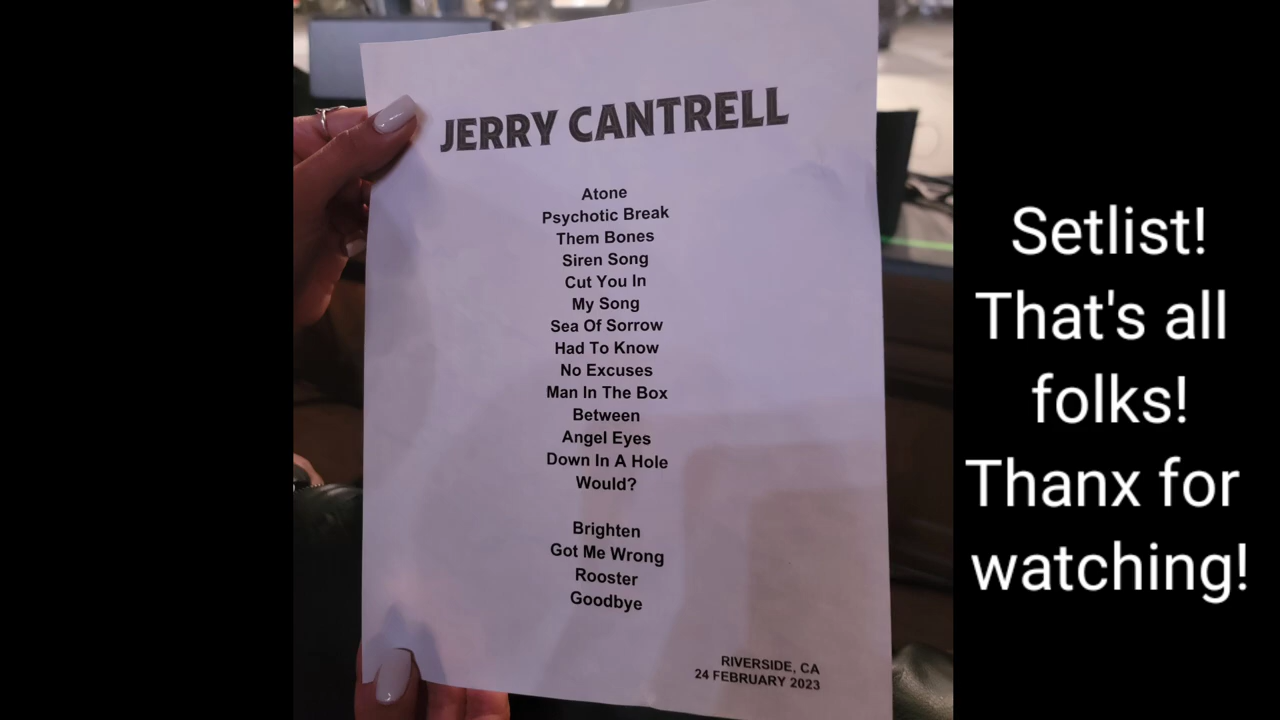 JERRY CANTRELL
Atone
Psychotic Break
Them Bones
Siren Song
Cut You In
My Song
Sea Of Sorrow
Had To Know
No Excuses
Man In The Box
Between
Angel Eyes
Down In A Hole
Would?
Brighten
Got Me Wrong
Rooster
Goodbye
RIVERSIDE, CA
24 FEBRUARY 2023
Setlist!
That's all
folks!
Thanx for
watching!